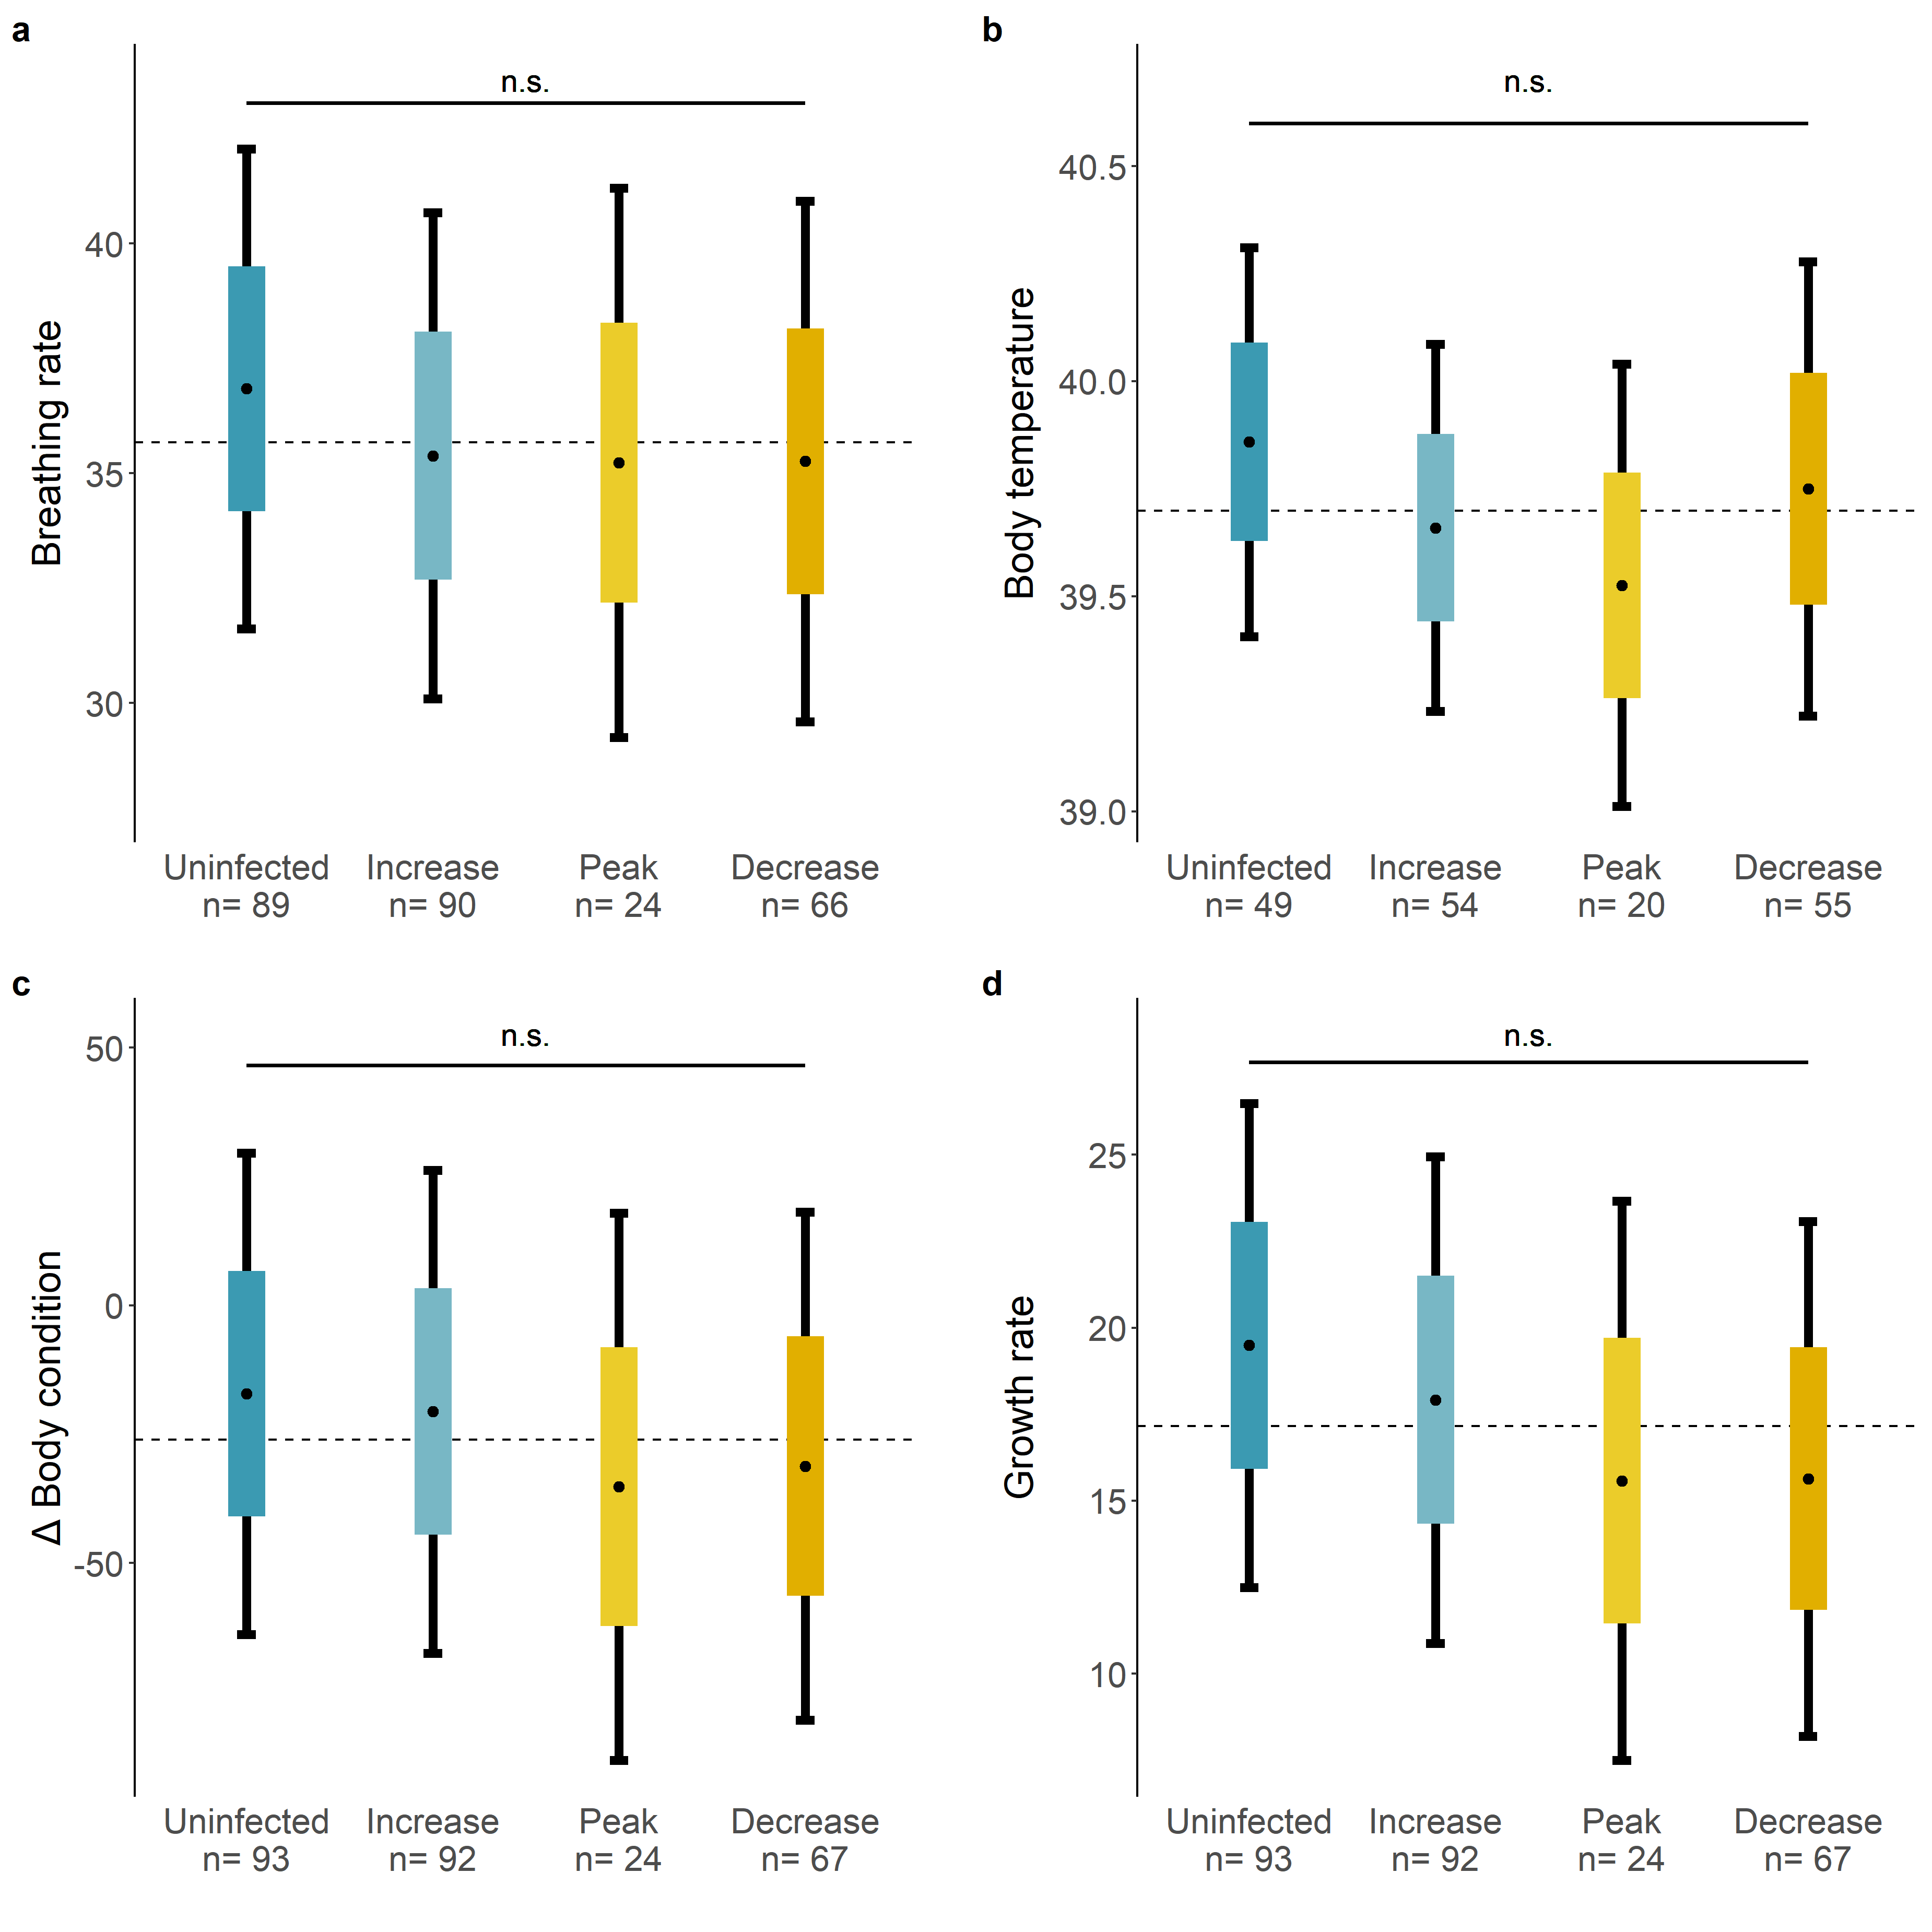 a
n.s.
40
35
30
Breathing rate
Uninfected Increase Peak Decrease
n= 89 n= 90 n= 24 n= 66
b
n.s.
40.5
40.0
39.5
39.0
Body temperature
Uninfected Increase Peak Decrease
n= 49 n= 54 n= 20 n= 55
c
n.s.
50
0
-50
Δ Body condition
Uninfected Increase Peak Decrease
n= 93 n= 92 n= 24 n= 67
d
n.s.
25
20
15
10
Growth rate
Uninfected Increase Peak Decrease
n= 93 n= 92 n= 24 n= 67